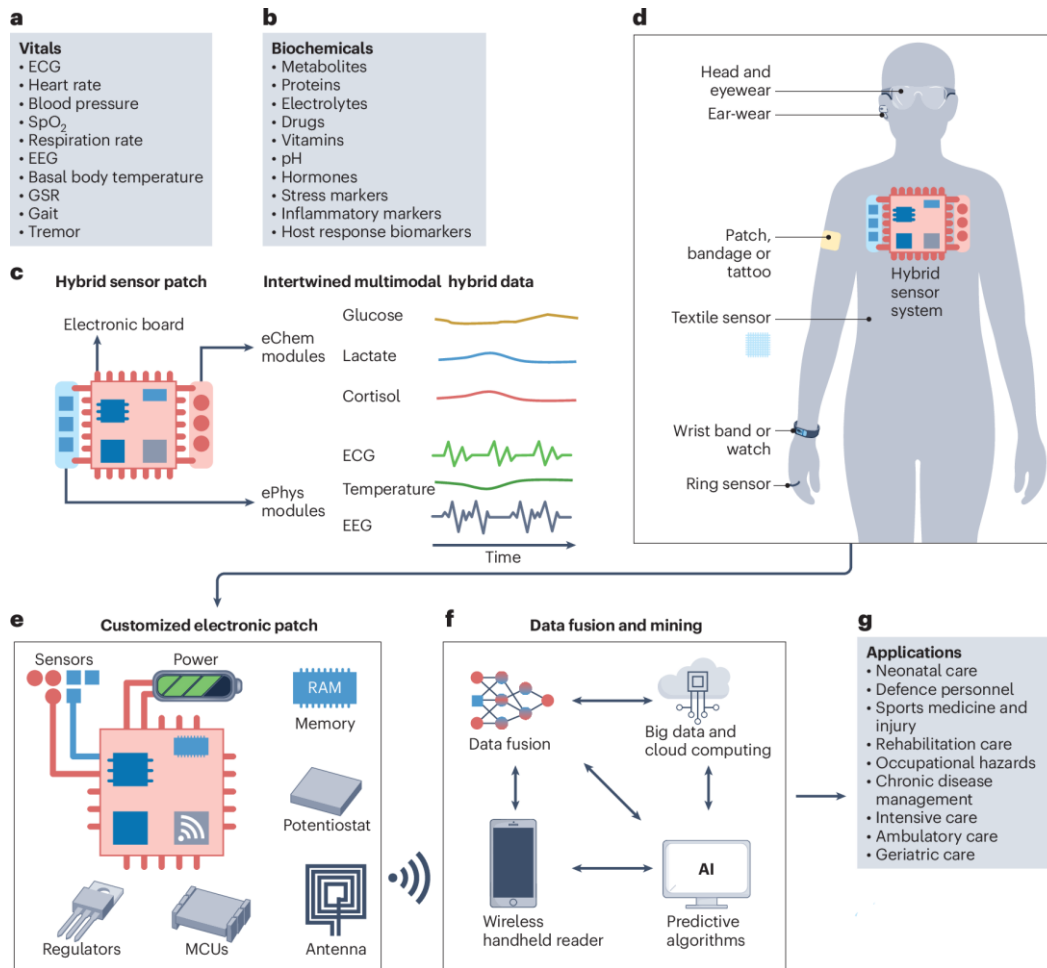 a
Vitals
• ECG
• Heart rate
• Blood pressure
• SpO₂
• Respiration rate
• EEG
• Basal body temperature
• GSR
• Gait
• Tremor
b
Biochemicals
• Metabolites
• Proteins
• Electrolytes
• Drugs
• Vitamins
• pH
• Hormones
• Stress markers
• Inflammatory markers
• Host response biomarkers
c
Hybrid sensor patch
Electronic board
eChem
modules
ePhys
modules
Intertwined multimodal hybrid data
Glucose
Lactate
Cortisol
ECG
Temperature
EEG
Time
d
Head and
eyewear
Ear-wear
Patch,
bandage or
tattoo
Hybrid
sensor
system
Textile sensor
Wrist band or
watch
Ring sensor
e
Customized electronic patch
Sensors
Power
RAM
Memory
Potentiostat
Regulators
MCUs
Antenna
f
Data fusion and mining
Data fusion
Big data and
cloud computing
Wireless
handheld reader
AI
Predictive
algorithms
g
Applications
• Neonatal care
• Defence personnel
• Sports medicine and
injury
• Rehabilitation care
• Occupational hazards
• Chronic disease
management
• Intensive care
• Ambulatory care
• Geriatric care